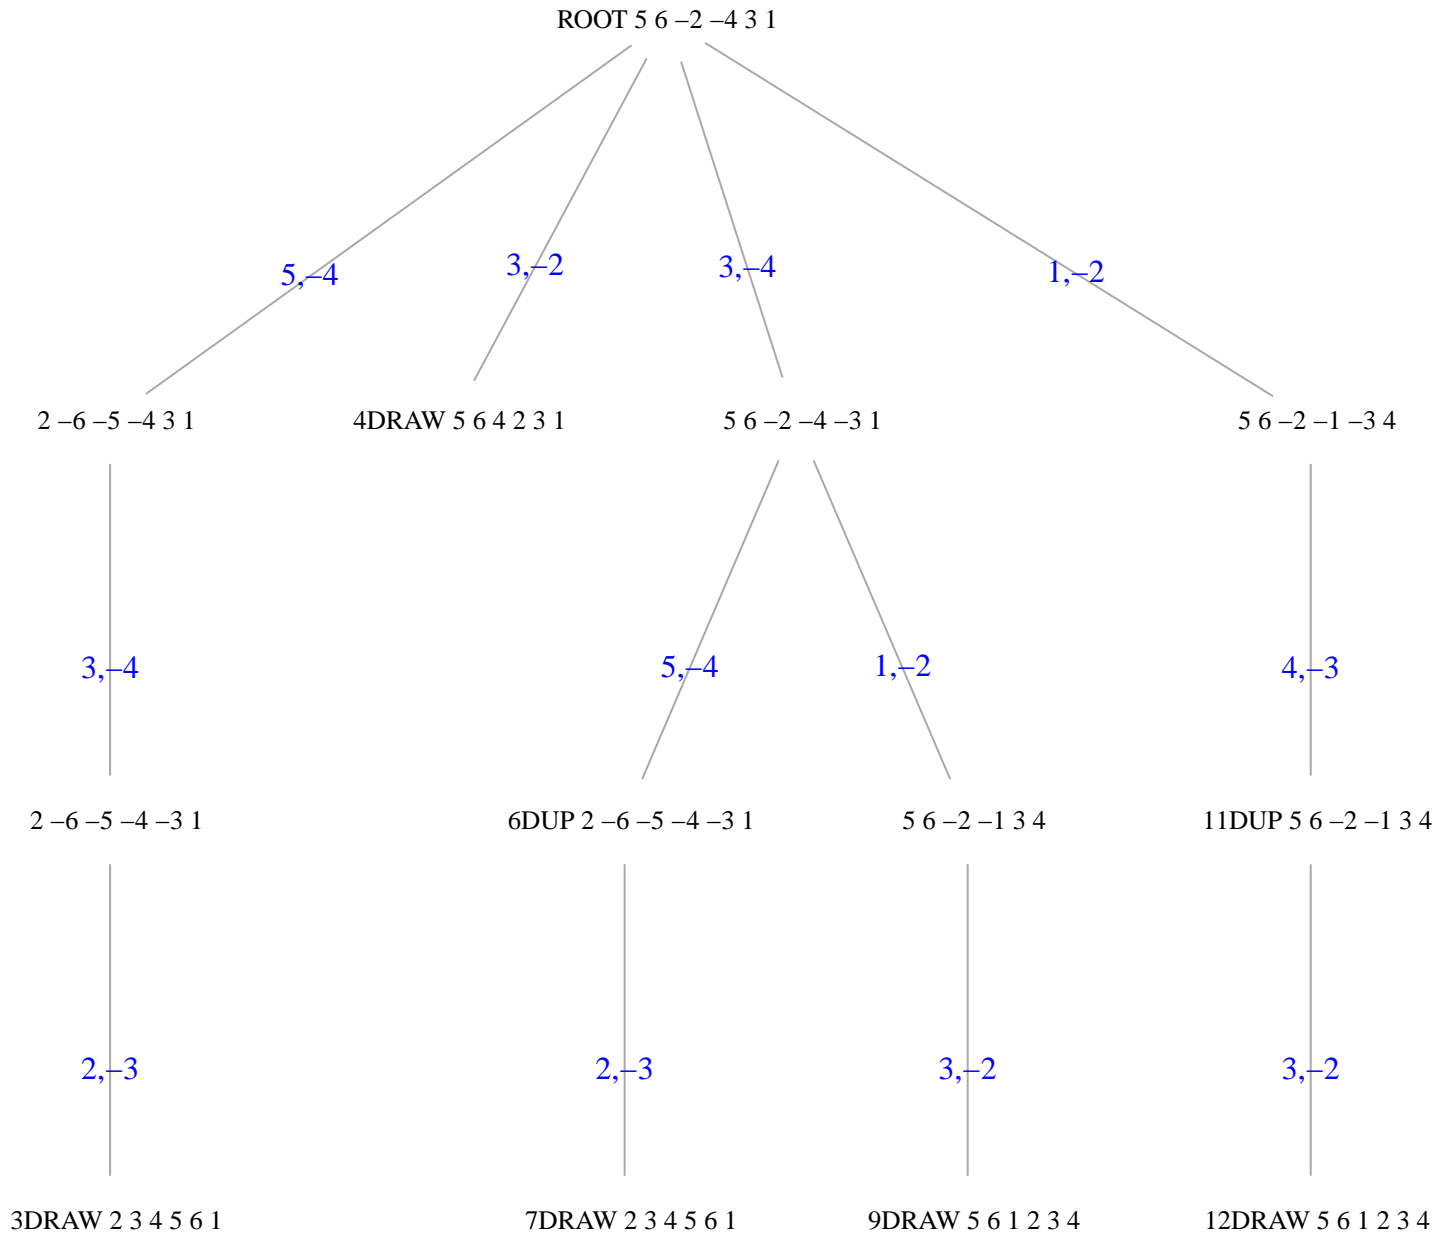 ROOT 5 6 –2 –4 3 1
5,–4
3,–2
3,–4
1,–2
2 –6 –5 –4 3 1
4DRAW 5 6 4 2 3 1
5 6 –2 –4 –3 1
5 6 –2 –1 –3 4
3,–4
5,–4
1,–2
4,–3
2 –6 –5 –4 –3 1
6DUP 2 –6 –5 –4 –3 1
5 6 –2 –1 3 4
11DUP 5 6 –2 –1 3 4
2,–3
2,–3
3,–2
3,–2
3DRAW 2 3 4 5 6 1
7DRAW 2 3 4 5 6 1
9DRAW 5 6 1 2 3 4
12DRAW 5 6 1 2 3 4